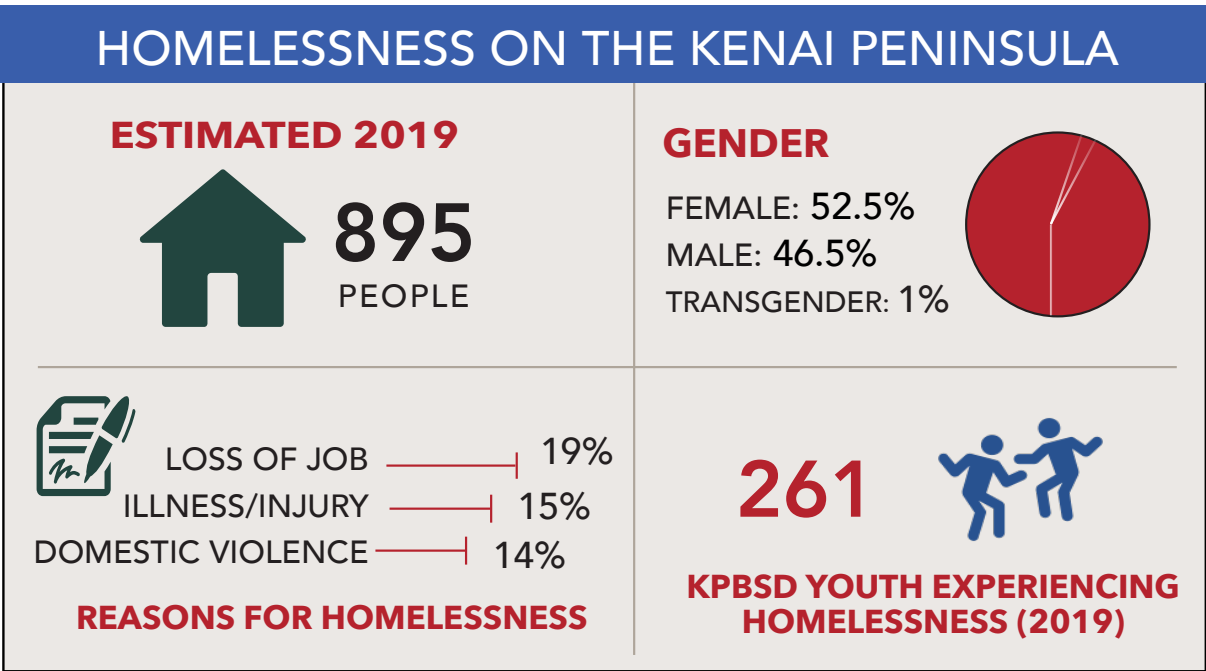 HOMELESSNESS ON THE KENAI PENINSULA
ESTIMATED 2019
895
PEOPLE
GENDER
FEMALE: 52.5%
MALE: 46.5%
TRANSGENDER: 1%
LOSS OF JOB 19%
ILLNESS/INJURY 15%
DOMESTIC VIOLENCE 14%
REASONS FOR HOMELESSNESS
261
KPBSD YOUTH EXPERIENCING
HOMELESSNESS (2019)